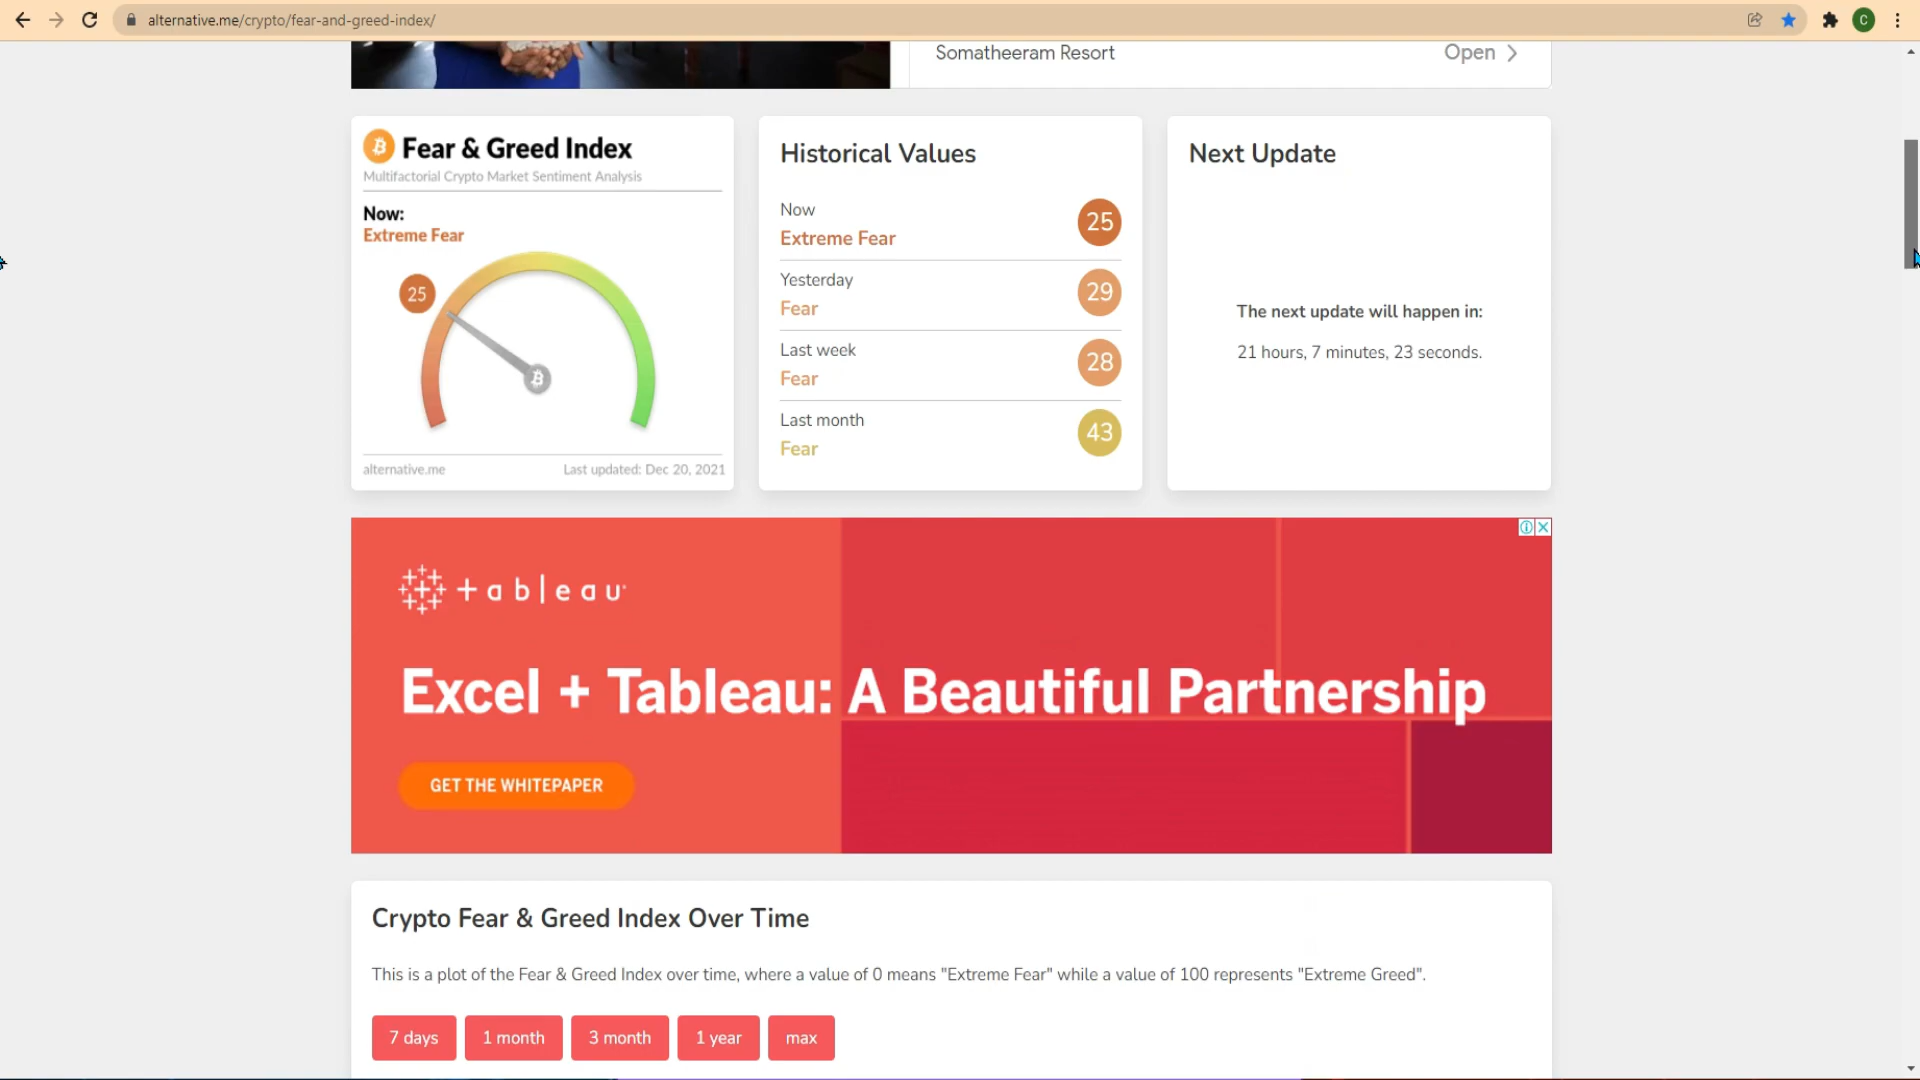 alternative.me/crypto/fear-and-greed-index/
C
Somatheeram Resort
Open
Fear & Greed Index
Multifactorial Crypto Market Sentiment Analysis
Now:
Extreme Fear
25
alternative.me
Last updated: Dec 20, 2021
Historical Values
Now
Extreme Fear
25
Yesterday
Fear
29
Last week
Fear
28
Last month
Fear
43
Next Update
The next update will happen in:
21 hours, 7 minutes, 23 seconds.
+ableau
Excel + Tableau: A Beautiful Partnership
GET THE WHITEPAPER
Crypto Fear & Greed Index Over Time
This is a plot of the Fear & Greed Index over time, where a value of 0 means "Extreme Fear" while a value of 100 represents "Extreme Greed".
7 days
1 month
3 month
1 year
max